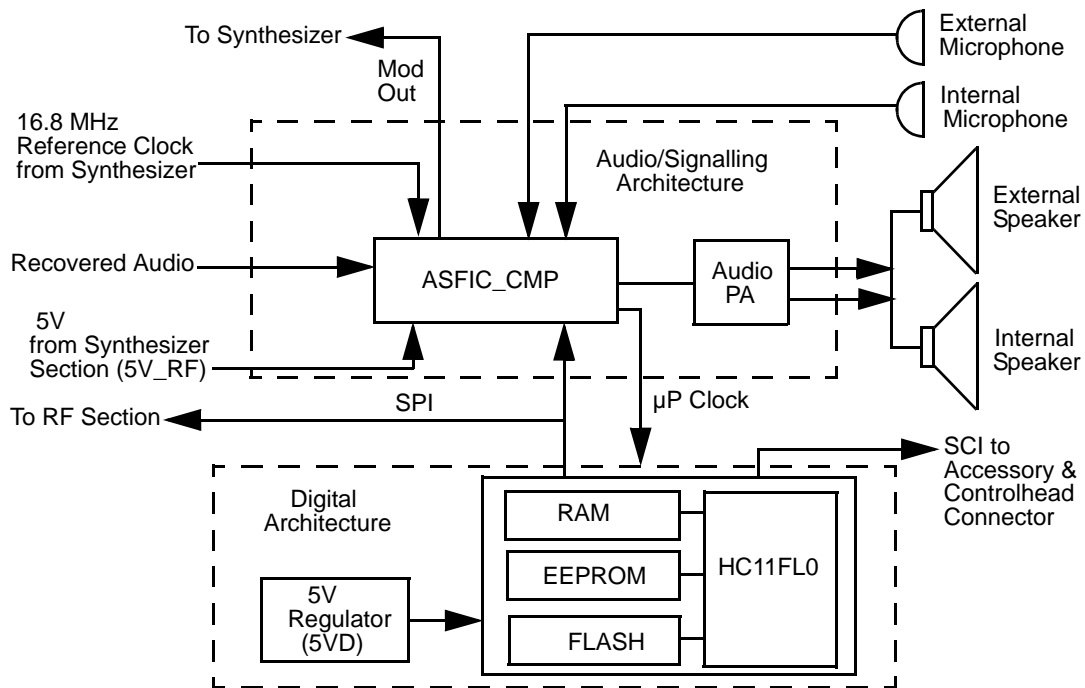 To Synthesizer
Mod
Out
External
Microphone
Internal
Microphone
16.8 MHz
Reference Clock
from Synthesizer
Audio/Signalling
Architecture
External
Speaker
Recovered Audio
ASFIC_CMP
Audio
PA
5V
from Synthesizer
Section (5V_RF)
Internal
Speaker
To RF Section
SPI
µP Clock
SCI to
Accessory &
Controlhead
Connector
Digital
Architecture
RAM
EEPROM
FLASH
HC11FL0
5V
Regulator
(5VD)